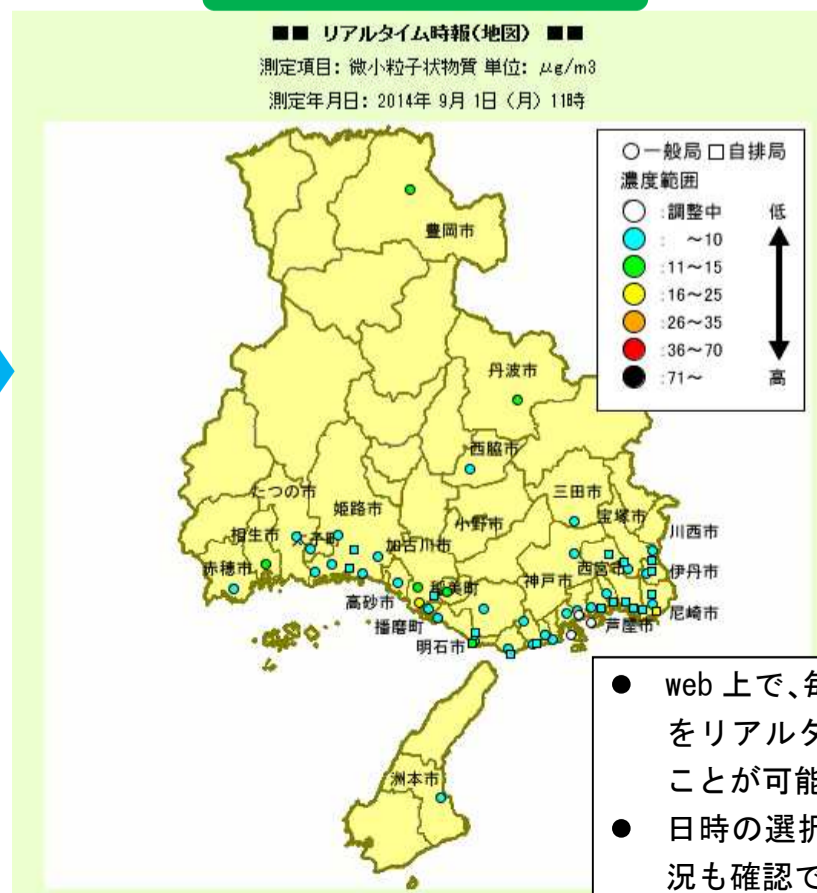 ■■ リアルタイム時報(地図) ■■
測定項目: 微小粒子状物質 単位: μg/m3
測定年月日: 2014年 9月 1日 (月) 11時
○一般局 □自排局
濃度範囲
:調整中 低
: ～10
:11～15
:16～25
:26～35
:36～70
:71～ 高
豊岡市
丹波市
西脇市
三田市
たつの市
姫路市
小野市
宝塚市
川西市
相生市
太子町
加古川市
赤穂市
神戸市
西宮市
伊丹市
稲美町
高砂市
尼崎市
播磨町
芦屋市
明石市
洲本市
● web 上で、毎
をリアルタ
ことが可能
● 日時の選択
況も確認で